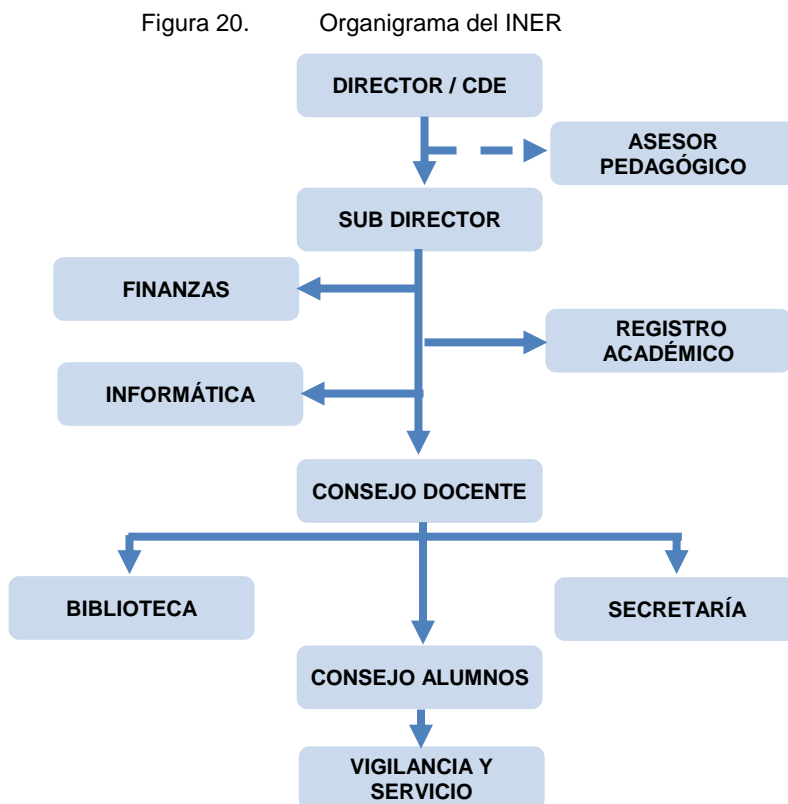 Figura 20. Organigrama del INER
DIRECTOR / CDE
ASESOR
PEDAGÓGICO
SUB DIRECTOR
FINANZAS
REGISTRO
ACADÉMICO
INFORMÁTICA
CONSEJO DOCENTE
BIBLIOTECA
SECRETARÍA
CONSEJO ALUMNOS
VIGILANCIA Y
SERVICIO